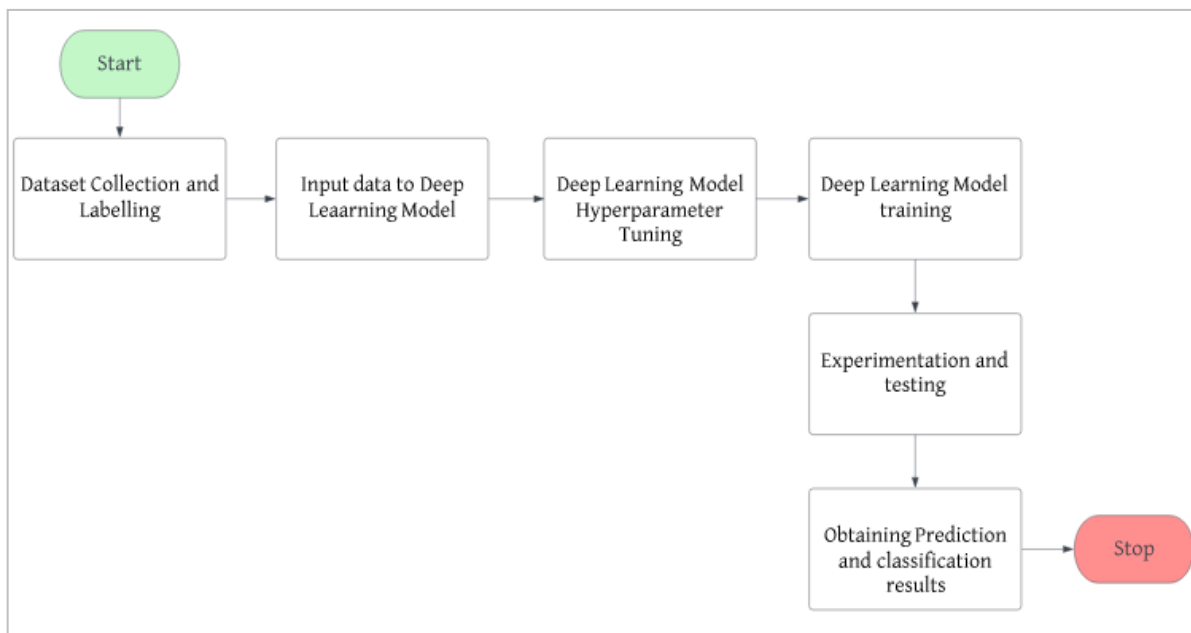 Start
Dataset Collection and
Labelling
Input data to Deep
Leaarning Model
Deep Learning Model
Hyperparameter
Tuning
Deep Learning Model
training
Experimentation and
testing
Obtaining Prediction
and classification
results
Stop